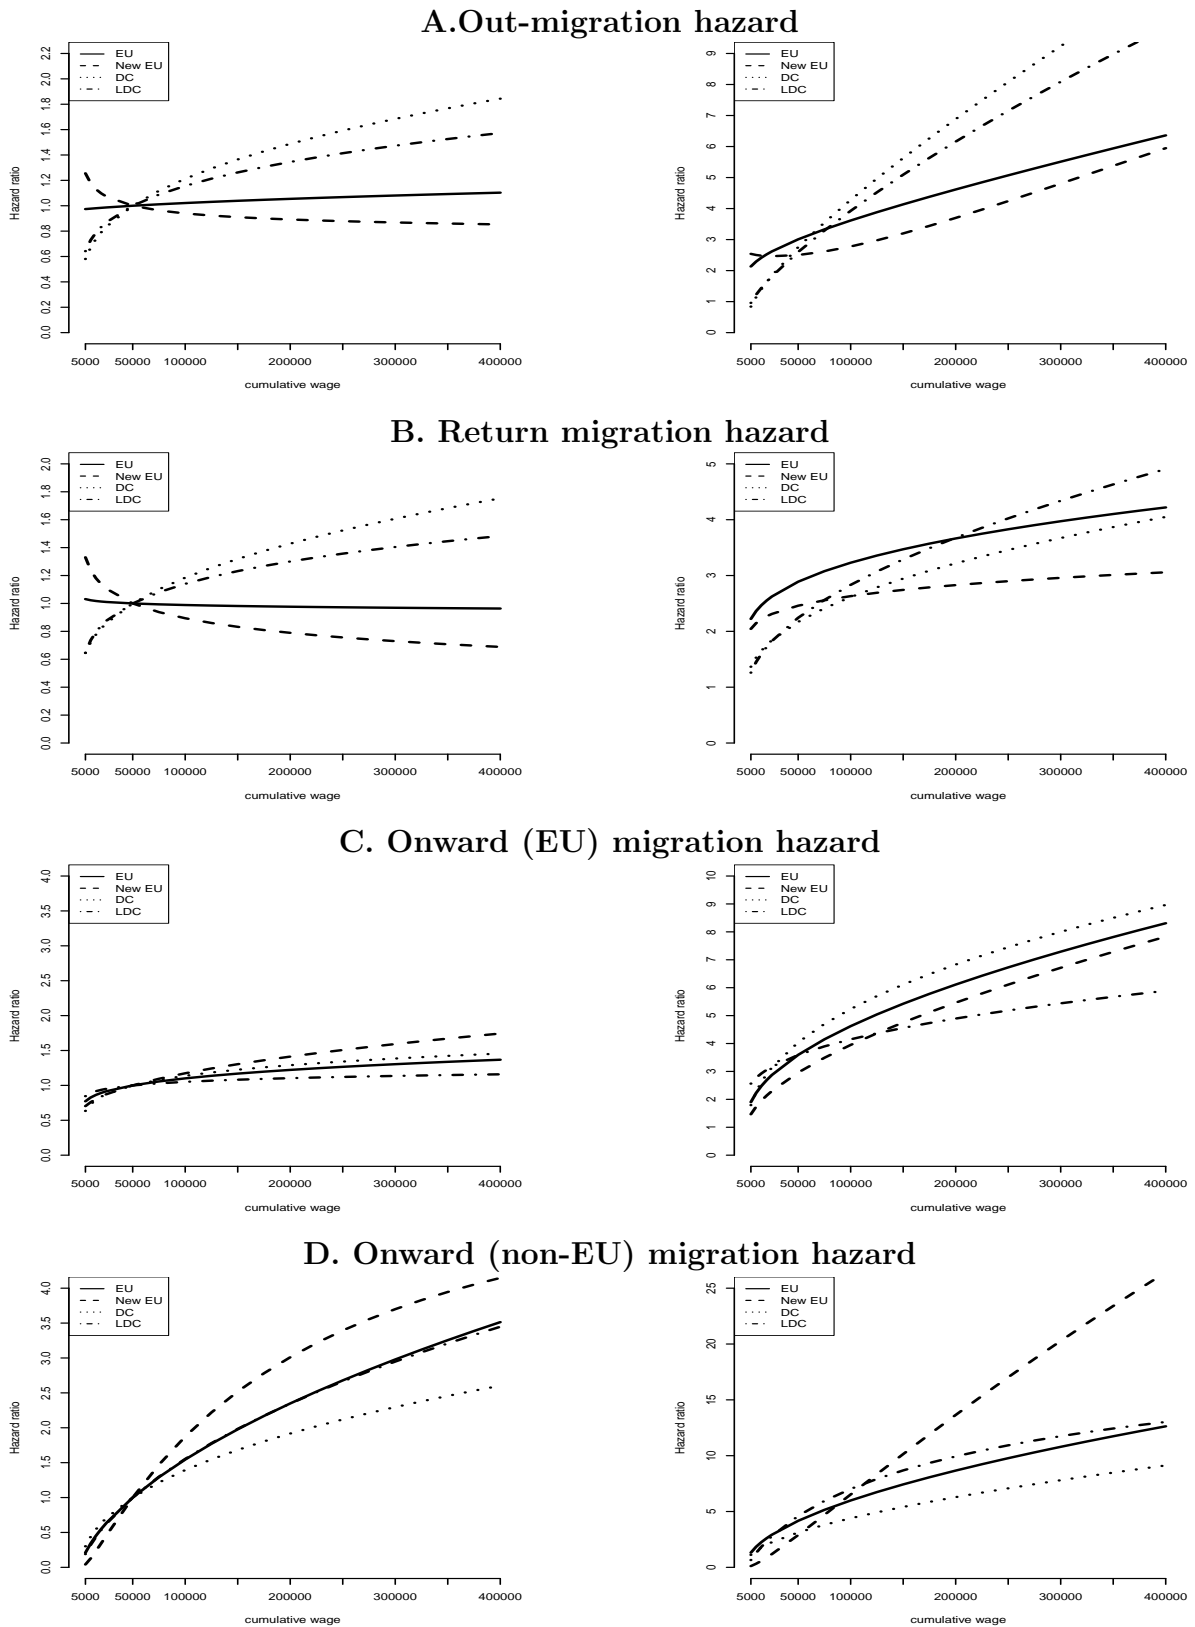 A.Out-migration hazard
EU
New EU
DC
LDC
Hazard ratio
0.0 0.2 0.4 0.6 0.8 1.0 1.2 1.4 1.6 1.8 2.0 2.2
5000 50000 100000 200000 300000 400000
cumulative wage
EU
New EU
DC
LDC
Hazard ratio
0 1 2 3 4 5 6 7 8 9
5000 50000 100000 200000 300000 400000
cumulative wage
B. Return migration hazard
EU
New EU
DC
LDC
Hazard ratio
0.0 0.2 0.4 0.6 0.8 1.0 1.2 1.4 1.6 1.8 2.0
5000 50000 100000 200000 300000 400000
cumulative wage
EU
New EU
DC
LDC
Hazard ratio
0 1 2 3 4 5
5000 50000 100000 200000 300000 400000
cumulative wage
C. Onward (EU) migration hazard
EU
New EU
DC
LDC
Hazard ratio
0.0 0.5 1.0 1.5 2.0 2.5 3.0 3.5 4.0
5000 50000 100000 200000 300000 400000
cumulative wage
EU
New EU
DC
LDC
Hazard ratio
0 1 2 3 4 5 6 7 8 9 10
5000 50000 100000 200000 300000 400000
cumulative wage
D. Onward (non-EU) migration hazard
EU
New EU
DC
LDC
Hazard ratio
0.0 0.5 1.0 1.5 2.0 2.5 3.0 3.5 4.0
5000 50000 100000 200000 300000 400000
cumulative wage
EU
New EU
DC
LDC
Hazard ratio
0 5 10 15 20 25
5000 50000 100000 200000 300000 400000
cumulative wage